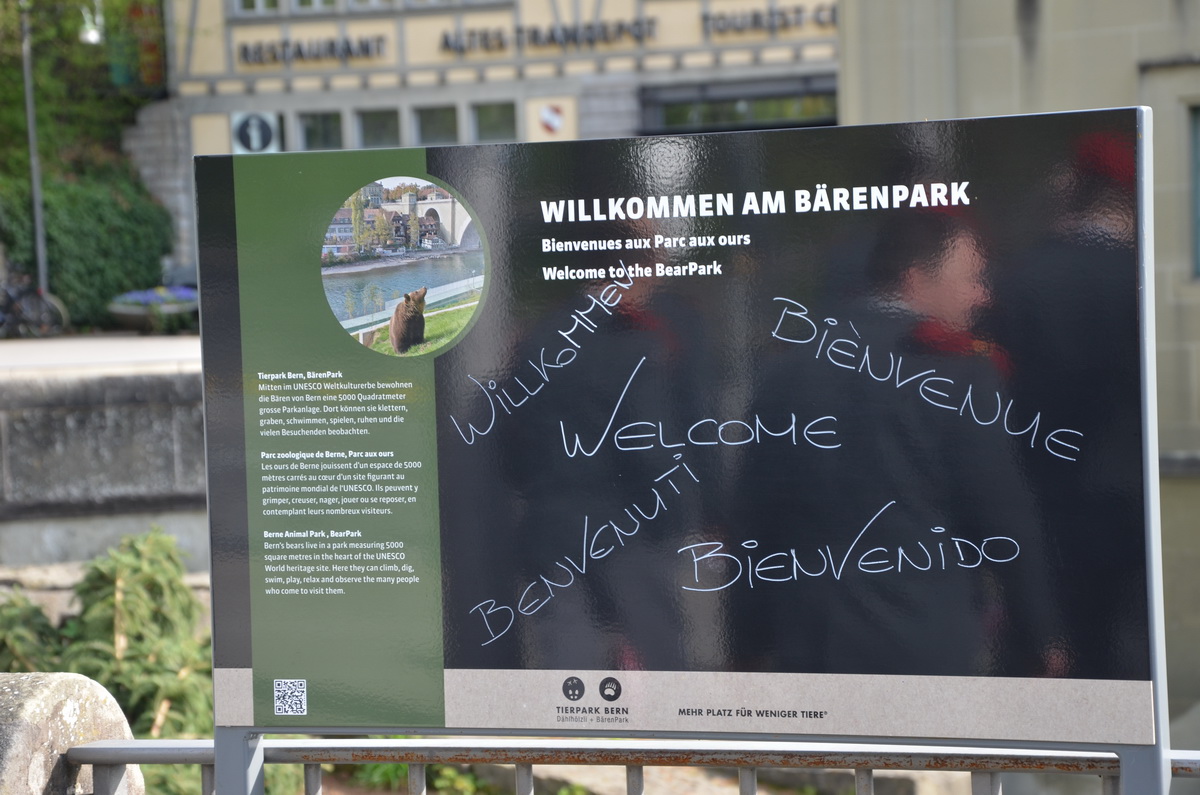 RESTAURANT ALTES TRAMDEPOT TOURIST
i
WILLKOMMEN AM BÄRENPARK
Bienvenues aux Parc aux ours
Welcome to the BearPark
WILLKOMMEN
BIÈNVENUE
WELCOME
BENVENUTI
BIENVENIDO
Tierpark Bern, BärenPark
Mitten im UNESCO Weltkulturerbe bewohnen
die Bären von Bern eine 5000 Quadratmeter
grosse Parkanlage. Dort können sie klettern,
graben, schwimmen, spielen, ruhen und die
vielen Besuchenden beobachten.
Parc zoologique de Berne, Parc aux ours
Les ours de Berne jouissent d'un espace de 5000
mètres carrés au cœur d'un site figurant au
patrimoine mondial de l'UNESCO. Ils peuvent y
grimper, creuser, nager, jouer ou se reposer, en
contemplant leurs nombreux visiteurs.
Berne Animal Park, BearPark
Bern's bears live in a park measuring 5000
square metres in the heart of the UNESCO
World heritage site. Here they can climb, dig,
swim, play, relax and observe the many people
who come to visit them.
TIERPARK BERN
Dählhölzli + BärenPark
MEHR PLATZ FÜR WENIGER TIERE®